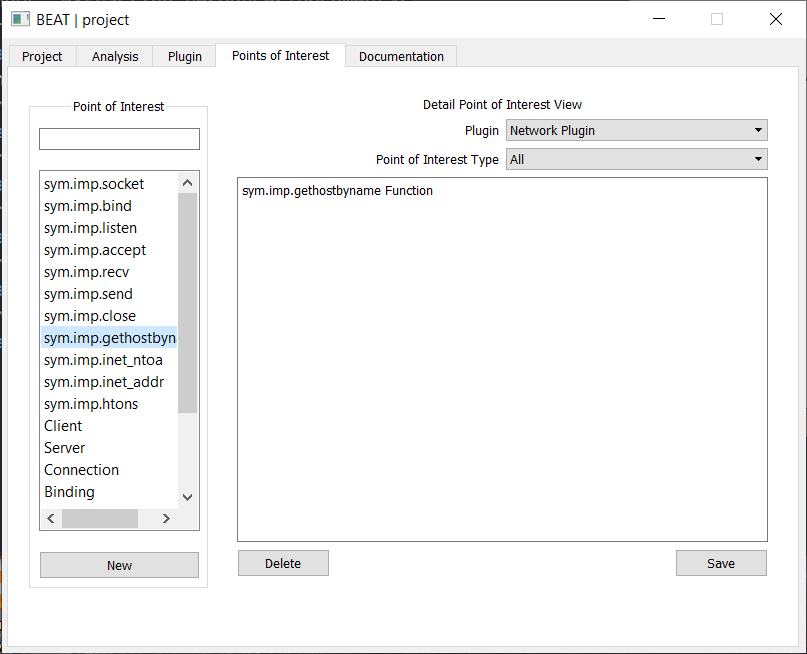 BEAT | project
Project Analysis Plugin Points of Interest Documentation
Point of Interest
sym.imp.socket
sym.imp.bind
sym.imp.listen
sym.imp.accept
sym.imp.recv
sym.imp.send
sym.imp.close
sym.imp.gethostbyn
sym.imp.inet_ntoa
sym.imp.inet_addr
sym.imp.htons
Client
Server
Connection
Binding
New
Detail Point of Interest View
Plugin Network Plugin
Point of Interest Type All
sym.imp.gethostbyname Function
Delete Save